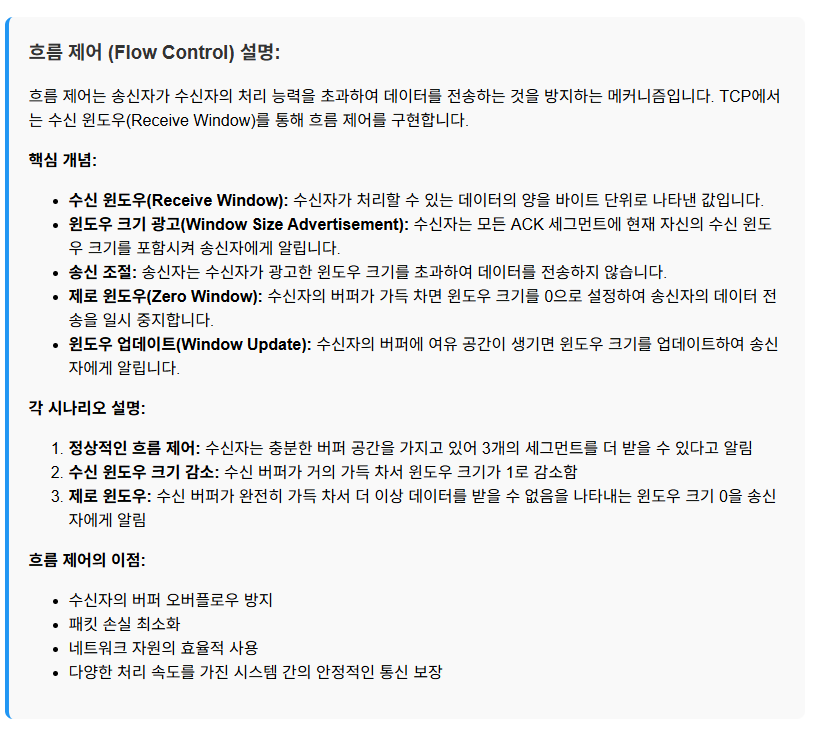 흐름 제어 (Flow Control) 설명:
흐름 제어는 송신자가 수신자의 처리 능력을 초과하여 데이터를 전송하는 것을 방지하는 메커니즘입니다. TCP에서
는 수신 윈도우(Receive Window)를 통해 흐름 제어를 구현합니다.
핵심 개념:
• 수신 윈도우(Receive Window): 수신자가 처리할 수 있는 데이터의 양을 바이트 단위로 나타낸 값입니다.
• 윈도우 크기 광고(Window Size Advertisement): 수신자는 모든 ACK 세그먼트에 현재 자신의 수신 윈도
우 크기를 포함시켜 송신자에게 알립니다.
• 송신 조절: 송신자는 수신자가 광고한 윈도우 크기를 초과하여 데이터를 전송하지 않습니다.
• 제로 윈도우(Zero Window): 수신자의 버퍼가 가득 차면 윈도우 크기를 0으로 설정하여 송신자의 데이터 전
송을 일시 중지합니다.
• 윈도우 업데이트(Window Update): 수신자의 버퍼에 여유 공간이 생기면 윈도우 크기를 업데이트하여 송신
자에게 알립니다.
각 시나리오 설명:
1. 정상적인 흐름 제어: 수신자는 충분한 버퍼 공간을 가지고 있어 3개의 세그먼트를 더 받을 수 있다고 알림
2. 수신 윈도우 크기 감소: 수신 버퍼가 거의 가득 차서 윈도우 크기가 1로 감소함
3. 제로 윈도우: 수신 버퍼가 완전히 가득 차서 더 이상 데이터를 받을 수 없음을 나타내는 윈도우 크기 0을 송신
자에게 알림
흐름 제어의 이점:
• 수신자의 버퍼 오버플로우 방지
• 패킷 손실 최소화
• 네트워크 자원의 효율적 사용
• 다양한 처리 속도를 가진 시스템 간의 안정적인 통신 보장